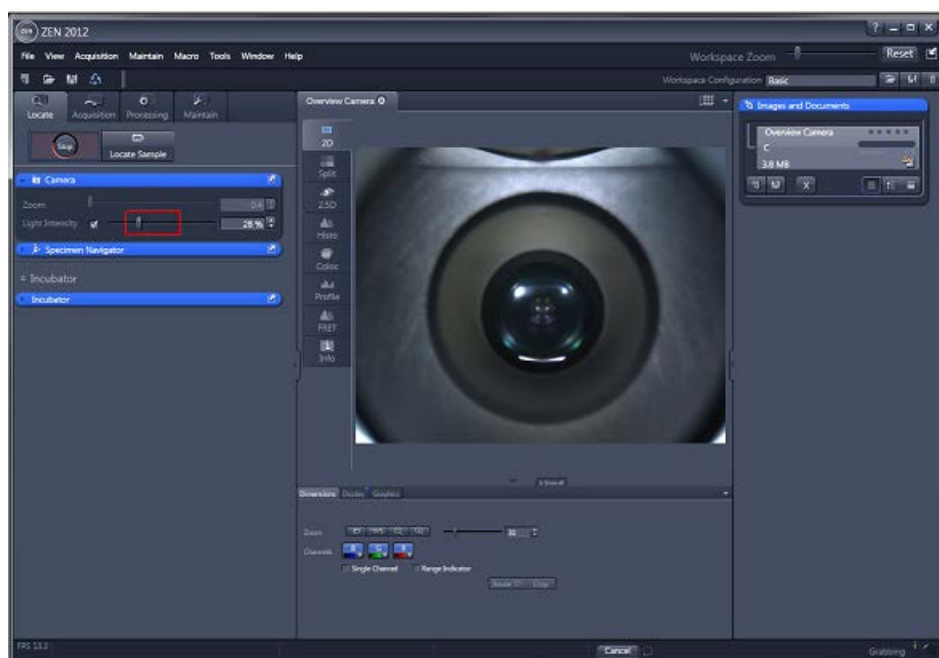 ZEN 2012
File View Acquisition Maintain Macro Tools Window Help
Workspace Zoom
Reset
Workspace Configuration Basic
Locate
Acquisition
Processing
Maintain
Stop
Locate Sample
Camera
Zoom
0.4
Light Intensity
28 %
Specimen Navigator
Incubator
Incubator
Overview Camera
2D
Split
2.5D
Histo
Coloc
Profile
FRET
Info
Dimensions
Display
Graphics
Zoom
Channels
Single Channel
Range Indicator
Images and Documents
Overview Camera
C
3.8 MB
Cancel
Grabbing